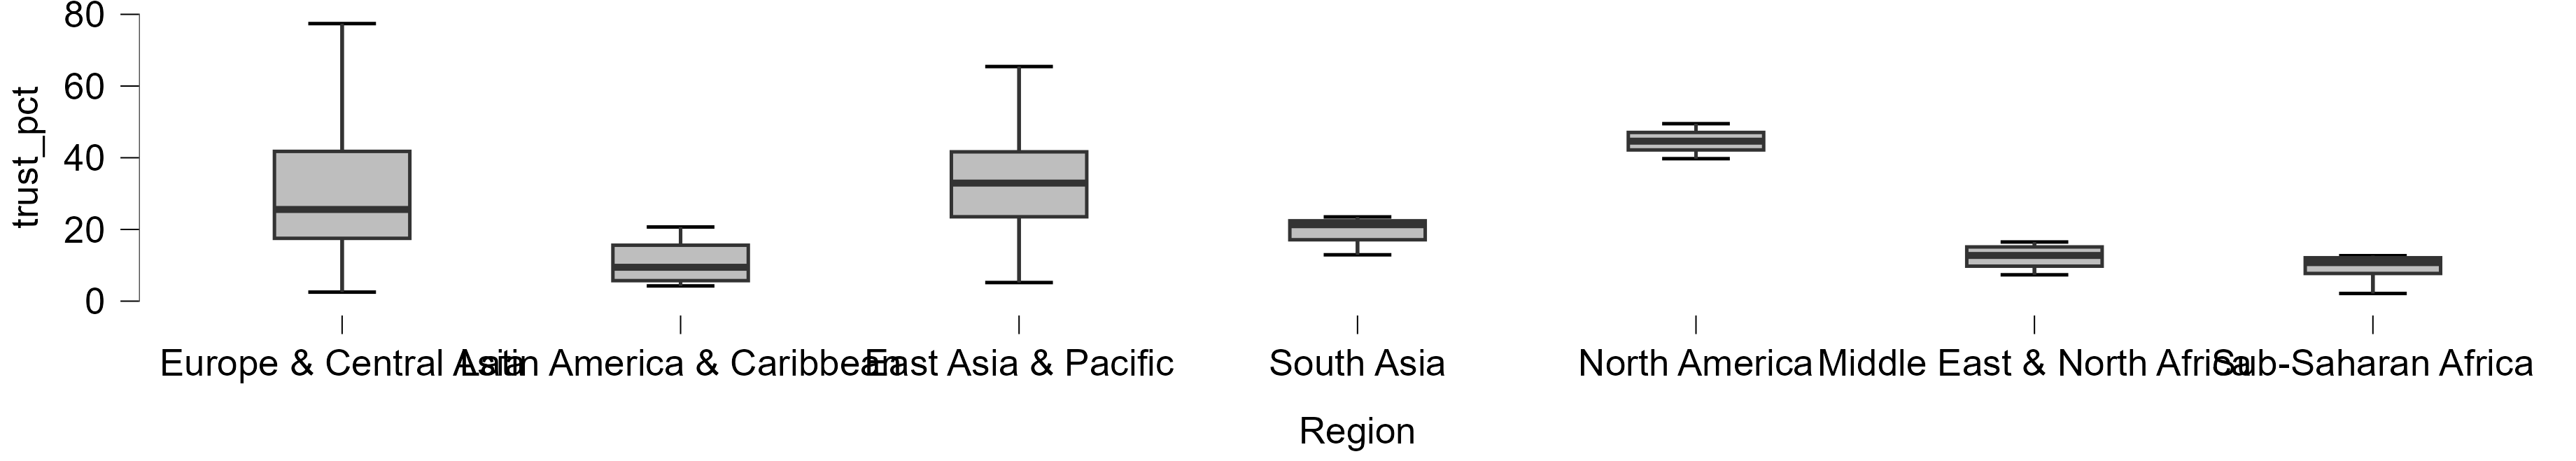 trust_pct
80
60
40
20
0
Europe & Central Asia
Latin America & Caribbean
East Asia & Pacific
South Asia
North America
Middle East & North Africa
Sub-Saharan Africa
Region